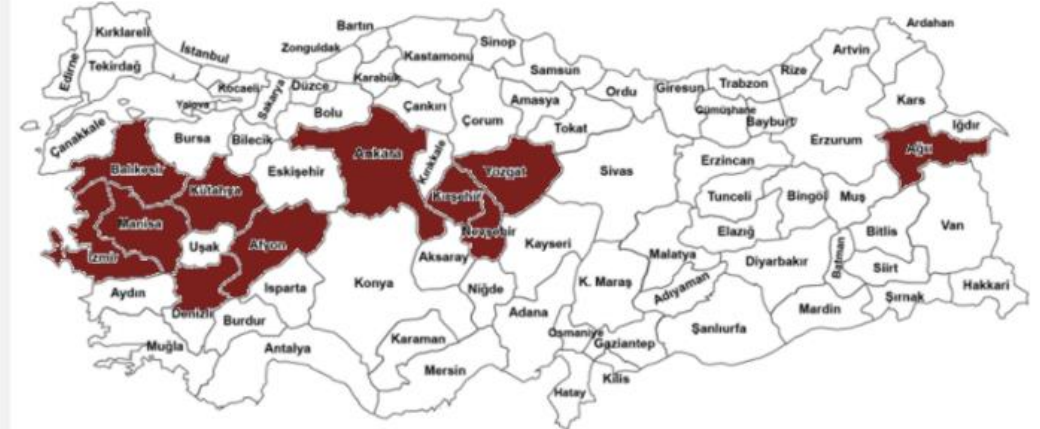 Kırklareli
Edirne
Tekirdağ
İstanbul
Kocaeli
Yalova
Sakarya
Düzce
Zonguldak
Bartın
Karabük
Kastamonu
Sinop
Samsun
Ordu
Giresun
Trabzon
Rize
Artvin
Ardahan
Kars
Iğdır
Ağrı
Gümüşhane
Bayburt
Erzurum
Erzincan
Tokat
Amasya
Çorum
Çankırı
Bolu
Bilecik
Bursa
Çanakkale
Balıkesir
Kütahya
Eskişehir
Ankara
Kırıkkale
Yozgat
Sivas
Tunceli
Bingöl
Muş
Van
Bitlis
Elazığ
Malatya
Kayseri
Nevşehir
Kırşehir
Aksaray
Afyon
Uşak
Manisa
İzmir
Aydın
Denizli
Isparta
Konya
Niğde
Adana
K. Maraş
Adıyaman
Diyarbakır
Batman
Siirt
Şırnak
Hakkari
Mardin
Şanlıurfa
Gaziantep
Osmaniye
Kilis
Hatay
Mersin
Karaman
Antalya
Burdur
Muğla